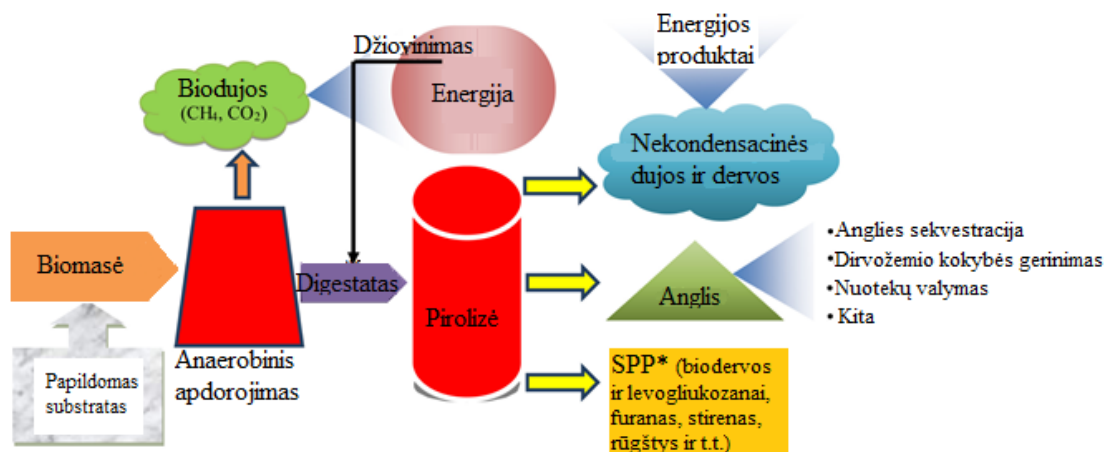 Džiovinimas
Energijos
produktai
Biodujos
(CH₄, CO₂)
Energija
Nekondensacinės
dujos ir dervos
Biomasė
Digestatas
Pirolizė
Anglis
•Anglies sekvestracija
•Dirvožemio kokybės gerinimas
•Nuotekų valymas
•Kita
Papildomas
substratas
Anaerobinis
apdorojimas
SPP* (biodervos
ir levogliukozanai,
furanas, stirenas,
rūgštys ir t.t.)